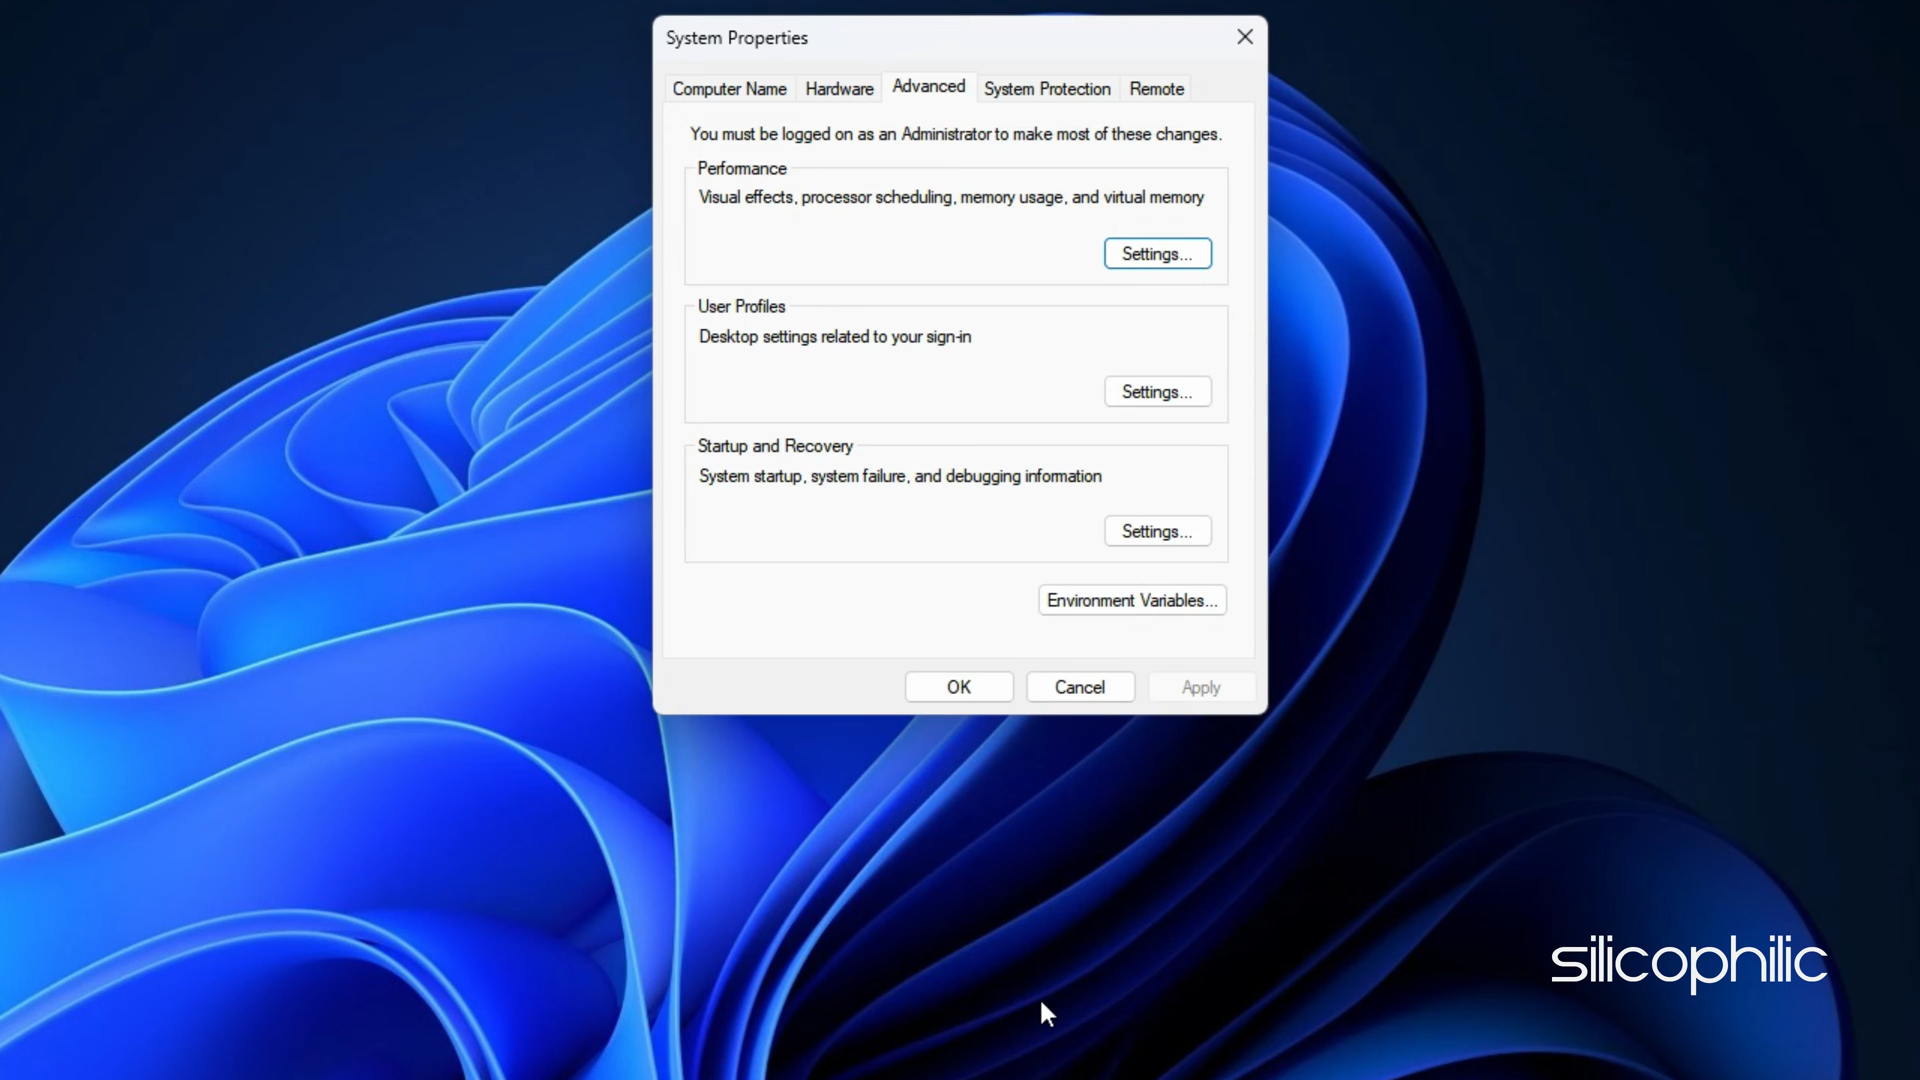 System Properties
Computer Name Hardware Advanced System Protection Remote
You must be logged on as an Administrator to make most of these changes.
Performance
Visual effects, processor scheduling, memory usage, and virtual memory
Settings...
User Profiles
Desktop settings related to your sign-in
Settings...
Startup and Recovery
System startup, system failure, and debugging information
Settings...
Environment Variables...
OK Cancel Apply
silicophilic